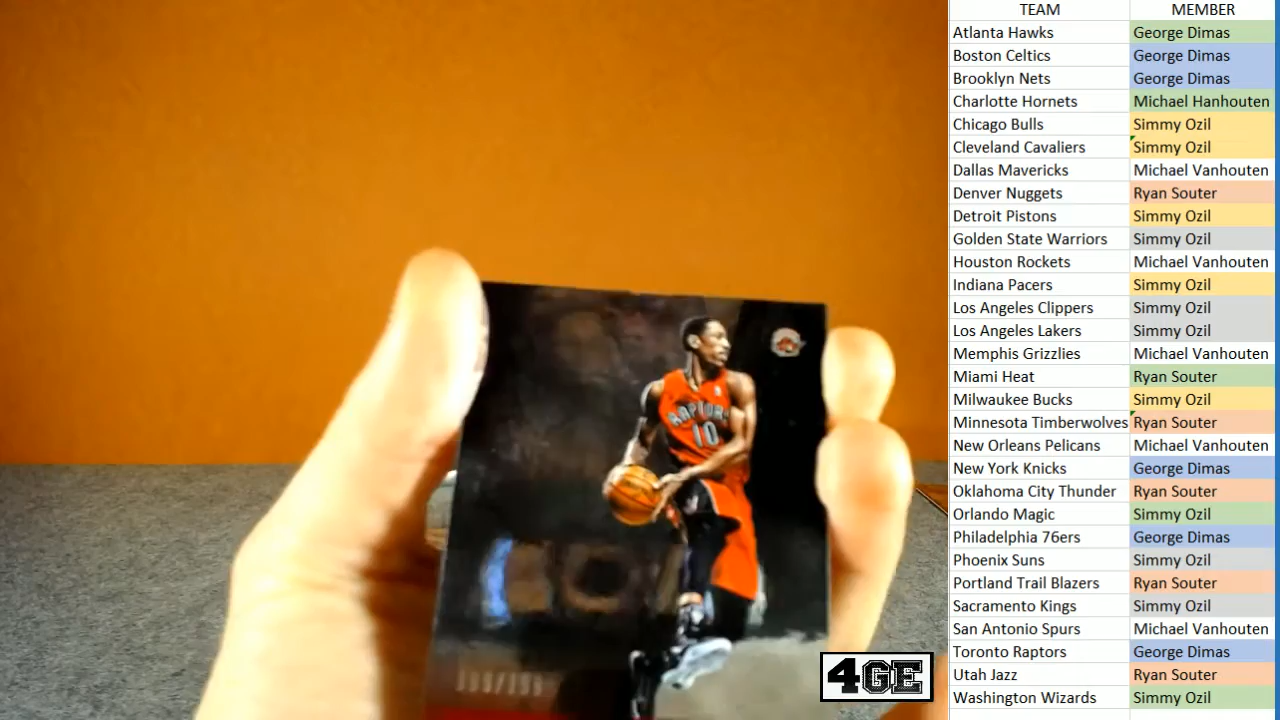 TEAM MEMBER
Atlanta Hawks George Dimas
Boston Celtics George Dimas
Brooklyn Nets George Dimas
Charlotte Hornets Michael Hanhouten
Chicago Bulls Simmy Ozil
Cleveland Cavaliers Simmy Ozil
Dallas Mavericks Michael Vanhouten
Denver Nuggets Ryan Souter
Detroit Pistons Simmy Ozil
Golden State Warriors Simmy Ozil
Houston Rockets Michael Vanhouten
Indiana Pacers Simmy Ozil
Los Angeles Clippers Simmy Ozil
Los Angeles Lakers Simmy Ozil
Memphis Grizzlies Michael Vanhouten
Miami Heat Ryan Souter
Milwaukee Bucks Simmy Ozil
Minnesota Timberwolves Ryan Souter
New Orleans Pelicans Michael Vanhouten
New York Knicks George Dimas
Oklahoma City Thunder Ryan Souter
Orlando Magic Simmy Ozil
Philadelphia 76ers George Dimas
Phoenix Suns Simmy Ozil
Portland Trail Blazers Ryan Souter
Sacramento Kings Simmy Ozil
San Antonio Spurs Michael Vanhouten
Toronto Raptors George Dimas
Utah Jazz Ryan Souter
Washington Wizards Simmy Ozil
RAPTORS
10
4GE